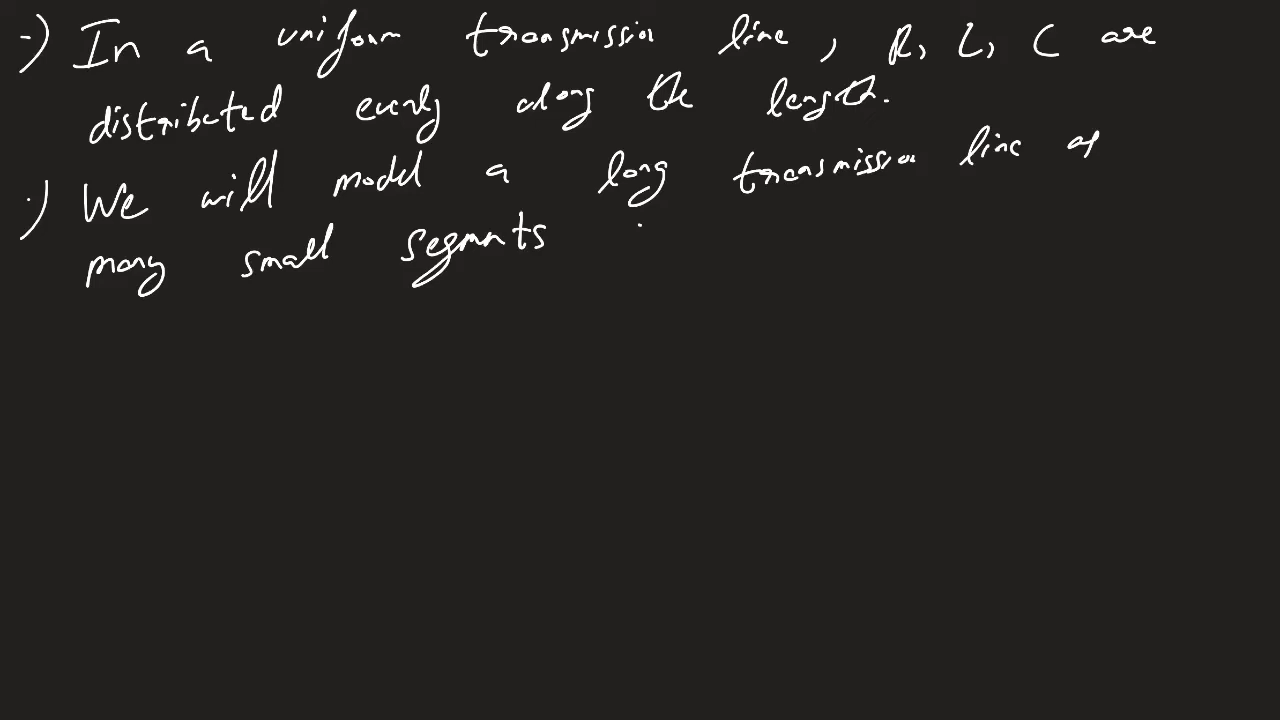 ·) In a uniform transmission line, R, L, C are
distributed evenly along the length.
·) We will model a long transmission line as
many small segments